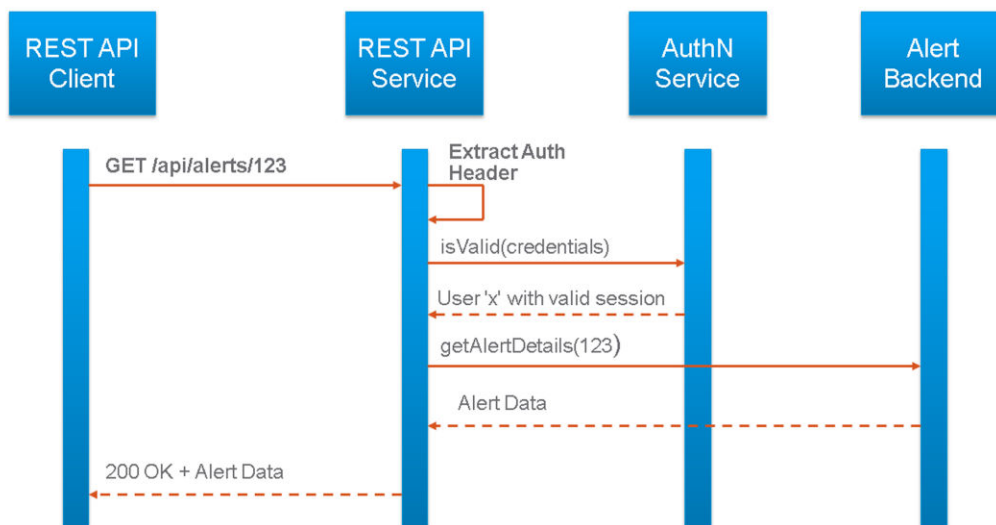 REST API
Client
REST API
Service
AuthN
Service
Alert
Backend
GET /api/alerts/123
Extract Auth
Header
isValid(credentials)
User 'x' with valid session
getAlertDetails(123)
Alert Data
200 OK + Alert Data